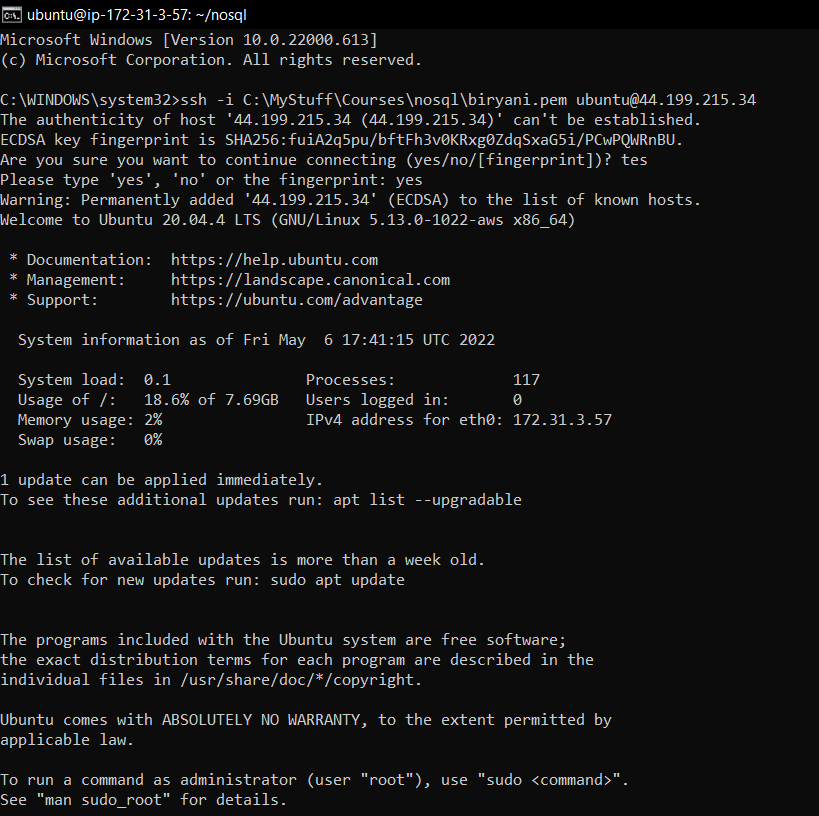 ubuntu@ip-172-31-3-57: ~/nosql
Microsoft Windows [Version 10.0.22000.613]
(c) Microsoft Corporation. All rights reserved.
C:\WINDOWS\system32>ssh -i C:\MyStuff\Courses\nosql\biryani.pem ubuntu@44.199.215.34
The authenticity of host '44.199.215.34 (44.199.215.34)' can't be established.
ECDSA key fingerprint is SHA256:fuiA2q5pu/bftFh3v0KRxg0ZdqSxaG5i/PCwPQWRnBU.
Are you sure you want to continue connecting (yes/no/[fingerprint])? tes
Please type 'yes', 'no' or the fingerprint: yes
Warning: Permanently added '44.199.215.34' (ECDSA) to the list of known hosts.
Welcome to Ubuntu 20.04.4 LTS (GNU/Linux 5.13.0-1022-aws x86_64)
* Documentation:  https://help.ubuntu.com
* Management:     https://landscape.canonical.com
* Support:        https://ubuntu.com/advantage
System information as of Fri May  6 17:41:15 UTC 2022
System load:  0.1               Processes:             117
Usage of /:   18.6% of 7.69GB   Users logged in:       0
Memory usage: 2%                IPv4 address for eth0: 172.31.3.57
Swap usage:   0%
1 update can be applied immediately.
To see these additional updates run: apt list --upgradable
The list of available updates is more than a week old.
To check for new updates run: sudo apt update
The programs included with the Ubuntu system are free software;
the exact distribution terms for each program are described in the
individual files in /usr/share/doc/*/copyright.
Ubuntu comes with ABSOLUTELY NO WARRANTY, to the extent permitted by
applicable law.
To run a command as administrator (user "root"), use "sudo <command>".
See "man sudo_root" for details.